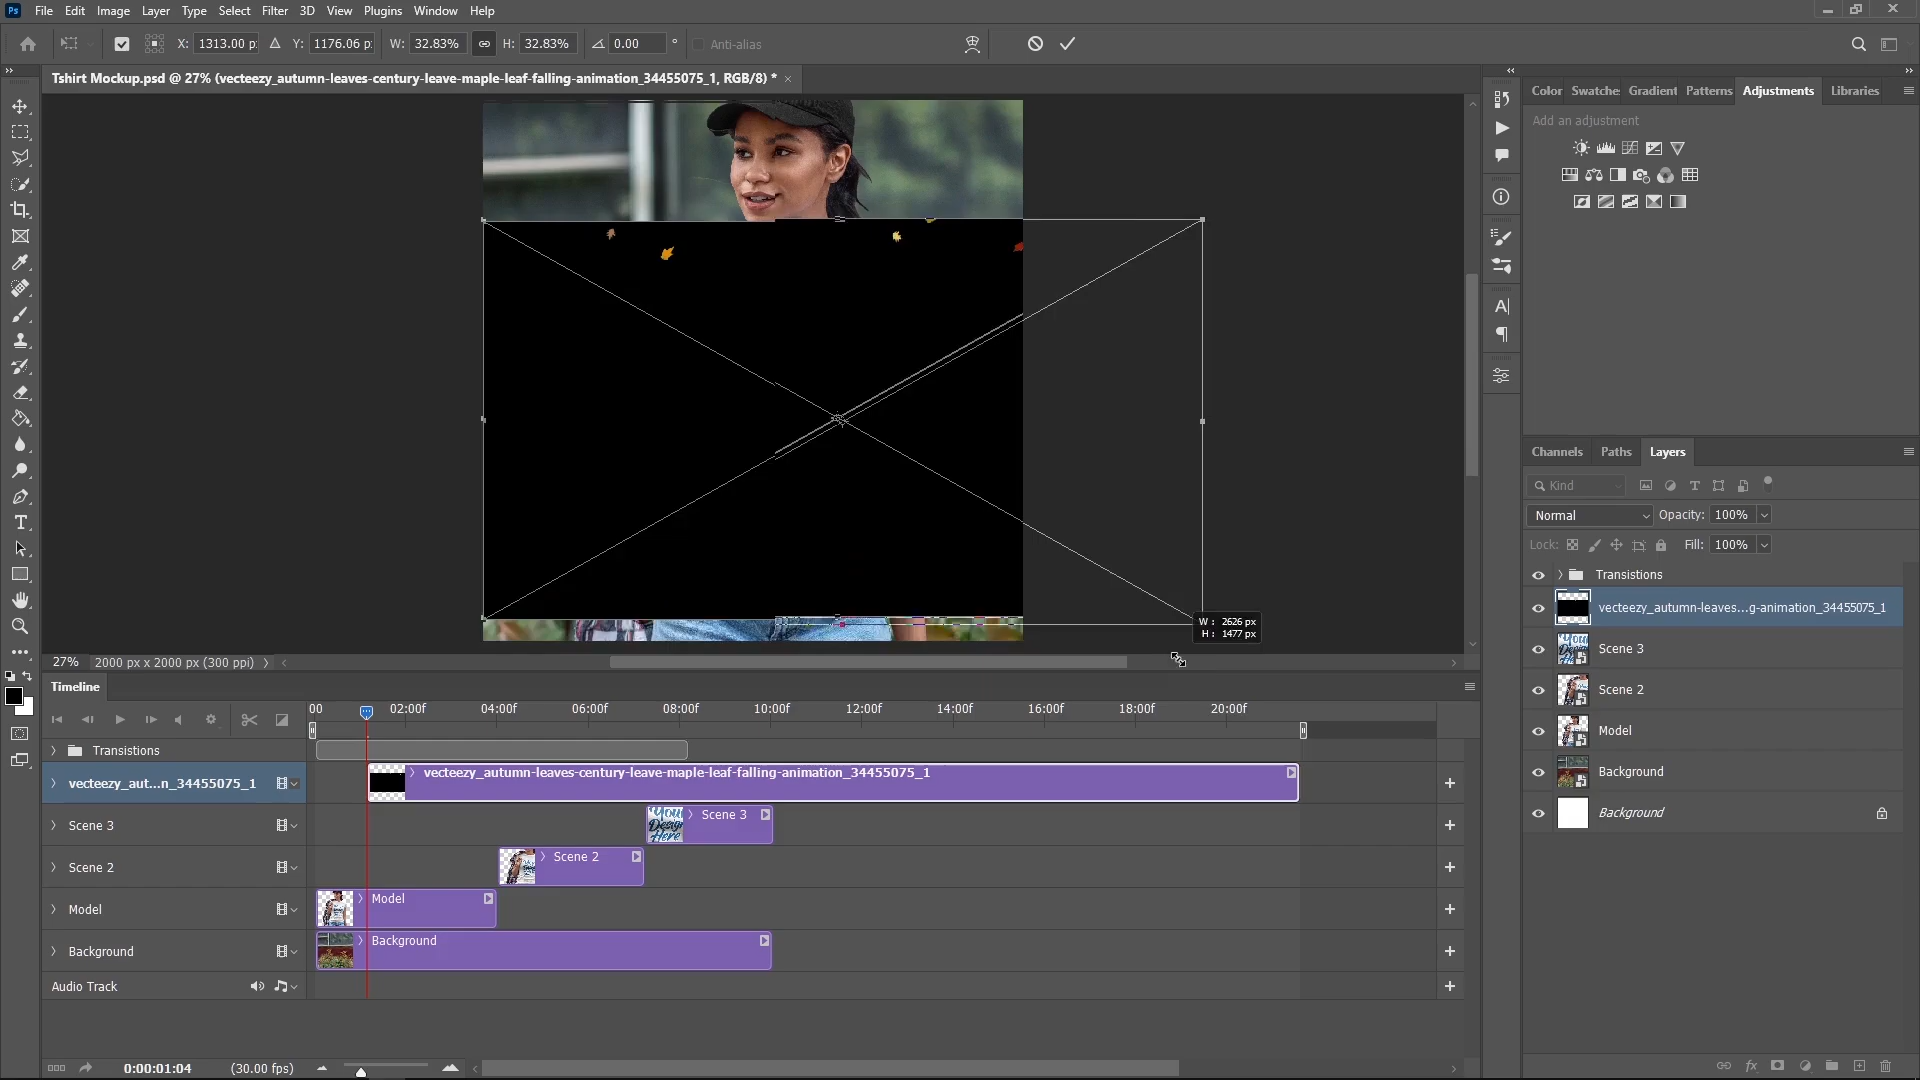 Ps File Edit Image Layer Type Select Filter 3D View Plugins Window Help
X: 1313.00 p Y: 1176.06 p W: 32.83% H: 32.83% 0.00 ° Anti-alias
Tshirt Mockup.psd @ 27% (vecteezy_autumn-leaves-century-leave-maple-leaf-falling-animation_34455075_1, RGB/8) * ×
Color Swatche Gradient Patterns Adjustments Libraries
Add an adjustment
W : 2626 px
H : 1477 px
27% 2000 px x 2000 px (300 ppi)
Channels Paths Layers
Kind
Normal Opacity: 100%
Lock: Fill: 100%
Transistions
vecteezy_autumn-leaves...g-animation_34455075_1
Scene 3
Scene 2
Model
Background
Background
Timeline
00 02:00f 04:00f 06:00f 08:00f 10:00f 12:00f 14:00f 16:00f 18:00f 20:00f
Transistions
vecteezy_aut...n_34455075_1 vecteezy_autumn-leaves-century-leave-maple-leaf-falling-animation_34455075_1
Scene 3 Your Design Here Scene 3
Scene 2 Scene 2
Model Model
Background Background
Audio Track
0:00:01:04 (30.00 fps)